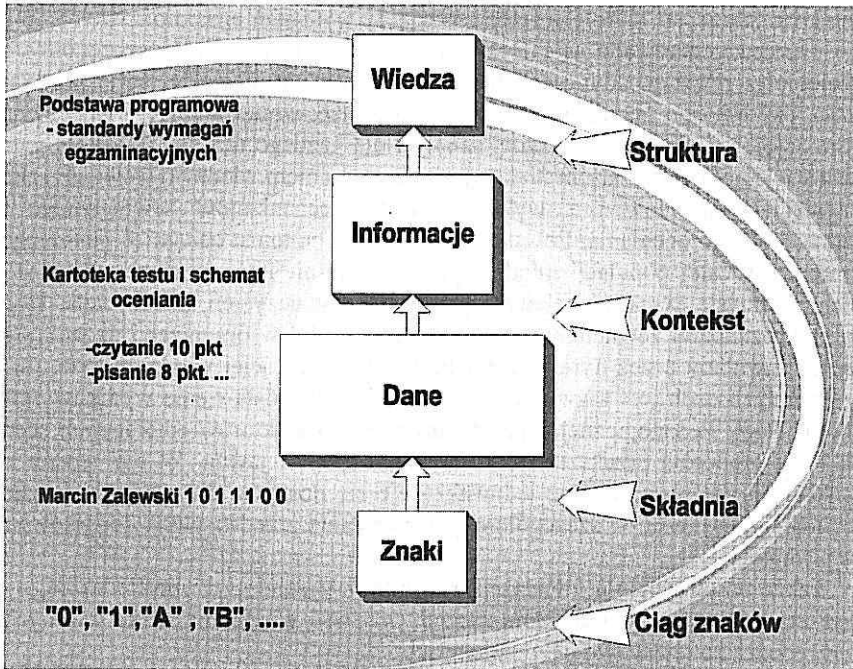 Wiedza
Podstawa programowa
- standardy wymagań
egzaminacyjnych
Struktura
Informacje
Kartoteka testu i schemat
oceniania
-czytanie 10 pkt
-pisanie 8 pkt. ...
Kontekst
Dane
Marcin Zalewski 1 0 1 1 1 0 0
Składnia
Znaki
"0", "1","A" , "B", ....
Ciąg znaków